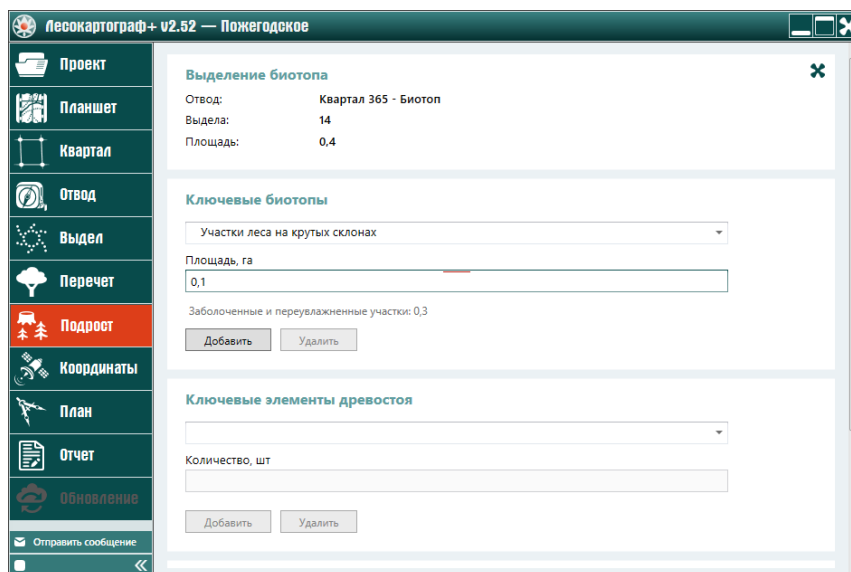 Лесокартограф+ v2.52 — Пожегодское
Проект
Планшет
Квартал
Отвод
Выдел
Перечет
Подрост
Координаты
План
Отчет
Обновление
Отправить сообщение
Выделение биотопа
Отвод: Квартал 365 - Биотоп
Выдела: 14
Площадь: 0,4
Ключевые биотопы
Участки леса на крутых склонах
Площадь, га
0,1
Заболоченные и переувлажненные участки: 0,3
Добавить Удалить
Ключевые элементы древостоя
Количество, шт
Добавить Удалить